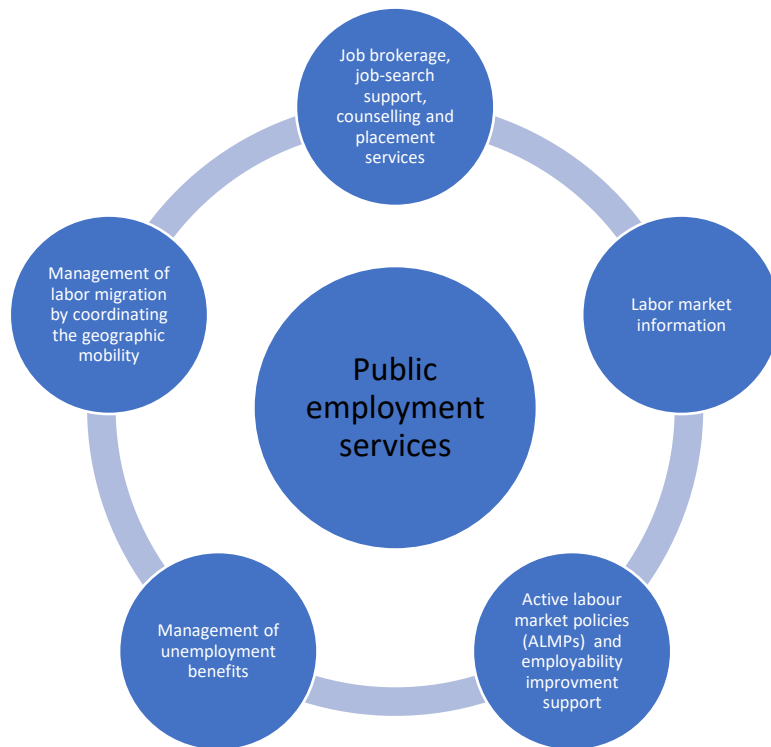 Job brokerage,
job-search
support,
counselling and
placement
services
Labor market
information
Active labour
market policies
(ALMPs) and
employability
improvment
support
Management of
unemployment
benefits
Management of
labor migration
by coordinating
the geographic
mobility
Public
employment
services